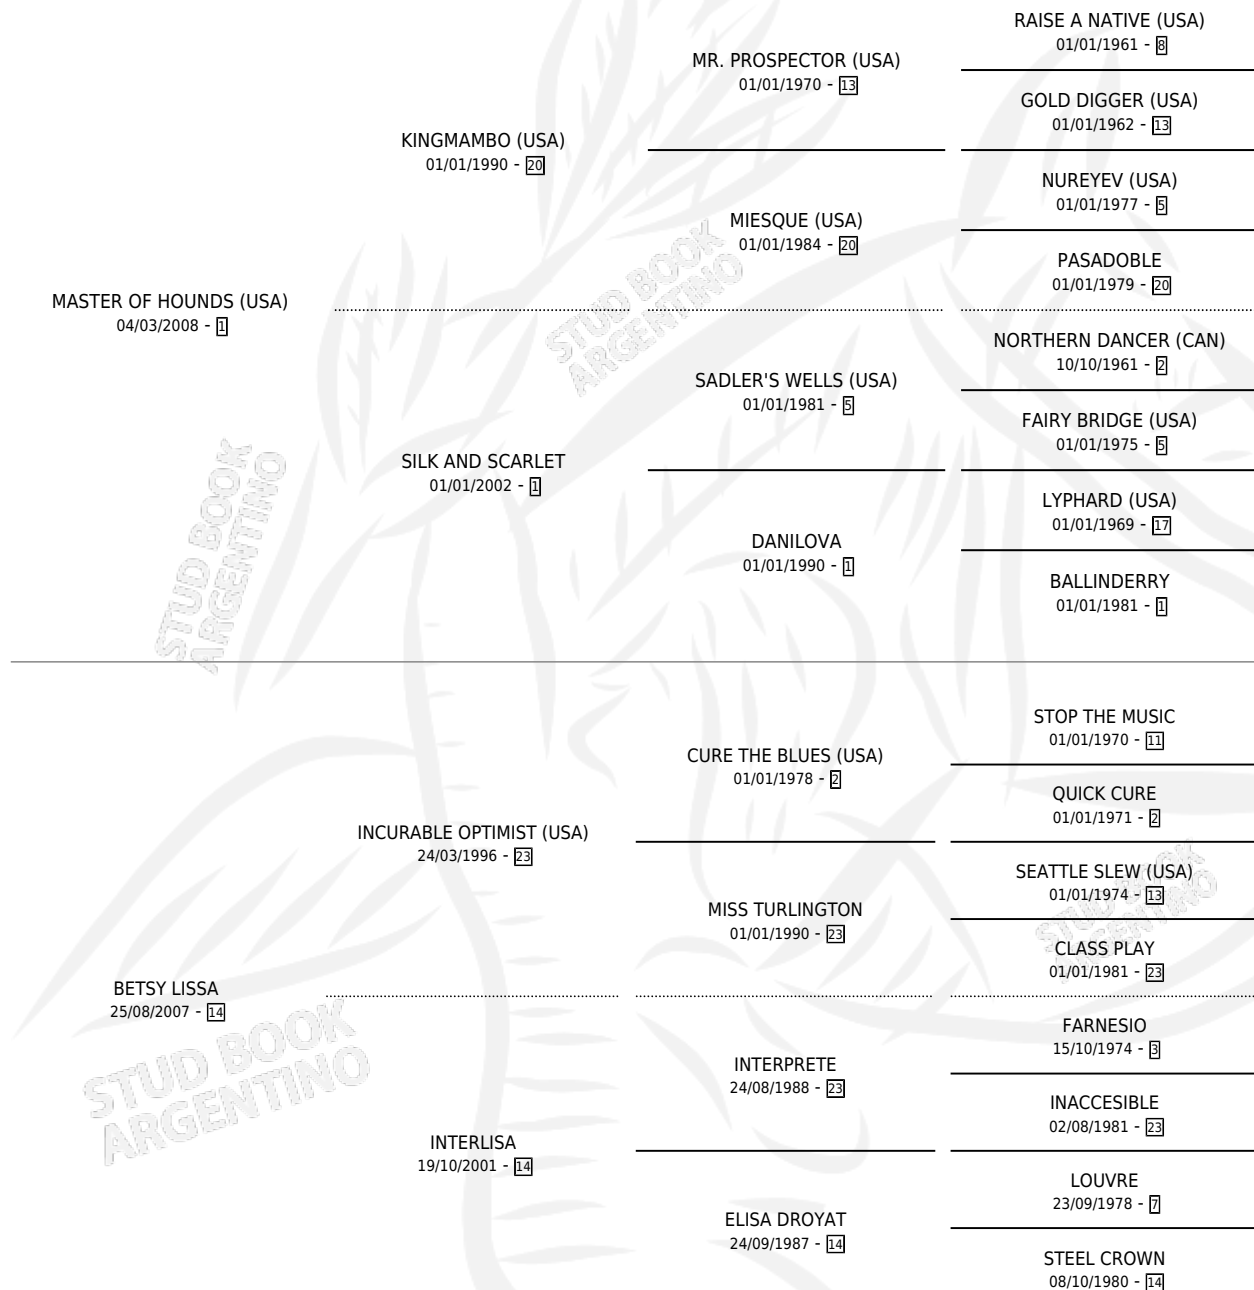 RAISE A NATIVE (USA)
01/01/1961 - 8
MR. PROSPECTOR (USA)
01/01/1970 - 13
GOLD DIGGER (USA)
01/01/1962 - 13
KINGMAMBO (USA)
01/01/1990 - 20
NUREYEV (USA)
01/01/1977 - 5
MIESQUE (USA)
01/01/1984 - 20
PASADOBLE
01/01/1979 - 20
MASTER OF HOUNDS (USA)
04/03/2008 - 1
STUD BOOK
ARGENTINO
NORTHERN DANCER (CAN)
10/10/1961 - 2
SADLER'S WELLS (USA)
01/01/1981 - 5
FAIRY BRIDGE (USA)
01/01/1975 - 5
SILK AND SCARLET
01/01/2002 - 1
LYPHARD (USA)
01/01/1969 - 17
DANILOVA
01/01/1990 - 1
BALLINDERRY
01/01/1981 - 1
STUD BOOK
ARGENTINO
STOP THE MUSIC
01/01/1970 - 11
CURE THE BLUES (USA)
01/01/1978 - 2
QUICK CURE
01/01/1971 - 2
INCURABLE OPTIMIST (USA)
24/03/1996 - 23
SEATTLE SLEW (USA)
01/01/1974 - 13
MISS TURLINGTON
01/01/1990 - 23
CLASS PLAY
01/01/1981 - 23
STUD BOOK
ARGENTINO
BETSY LISSA
25/08/2007 - 14
FARNESIO
15/10/1974 - 3
INTERPRETE
24/08/1988 - 23
INACCESIBLE
02/08/1981 - 23
STUD BOOK
ARGENTINO
INTERLISA
19/10/2001 - 14
LOUVRE
23/09/1978 - 7
ELISA DROYAT
24/09/1987 - 14
STEEL CROWN
08/10/1980 - 14